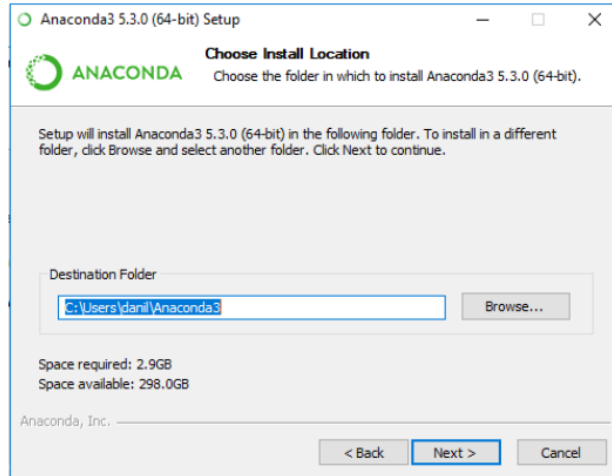 Anaconda3 5.3.0 (64-bit) Setup
ANACONDA
Choose Install Location
Choose the folder in which to install Anaconda3 5.3.0 (64-bit).
Setup will install Anaconda3 5.3.0 (64-bit) in the following folder. To install in a different
folder, click Browse and select another folder. Click Next to continue.
Destination Folder
C:\Users\danil\Anaconda3
Browse...
Space required: 2.9GB
Space available: 298.0GB
Anaconda, Inc.
< Back
Next >
Cancel